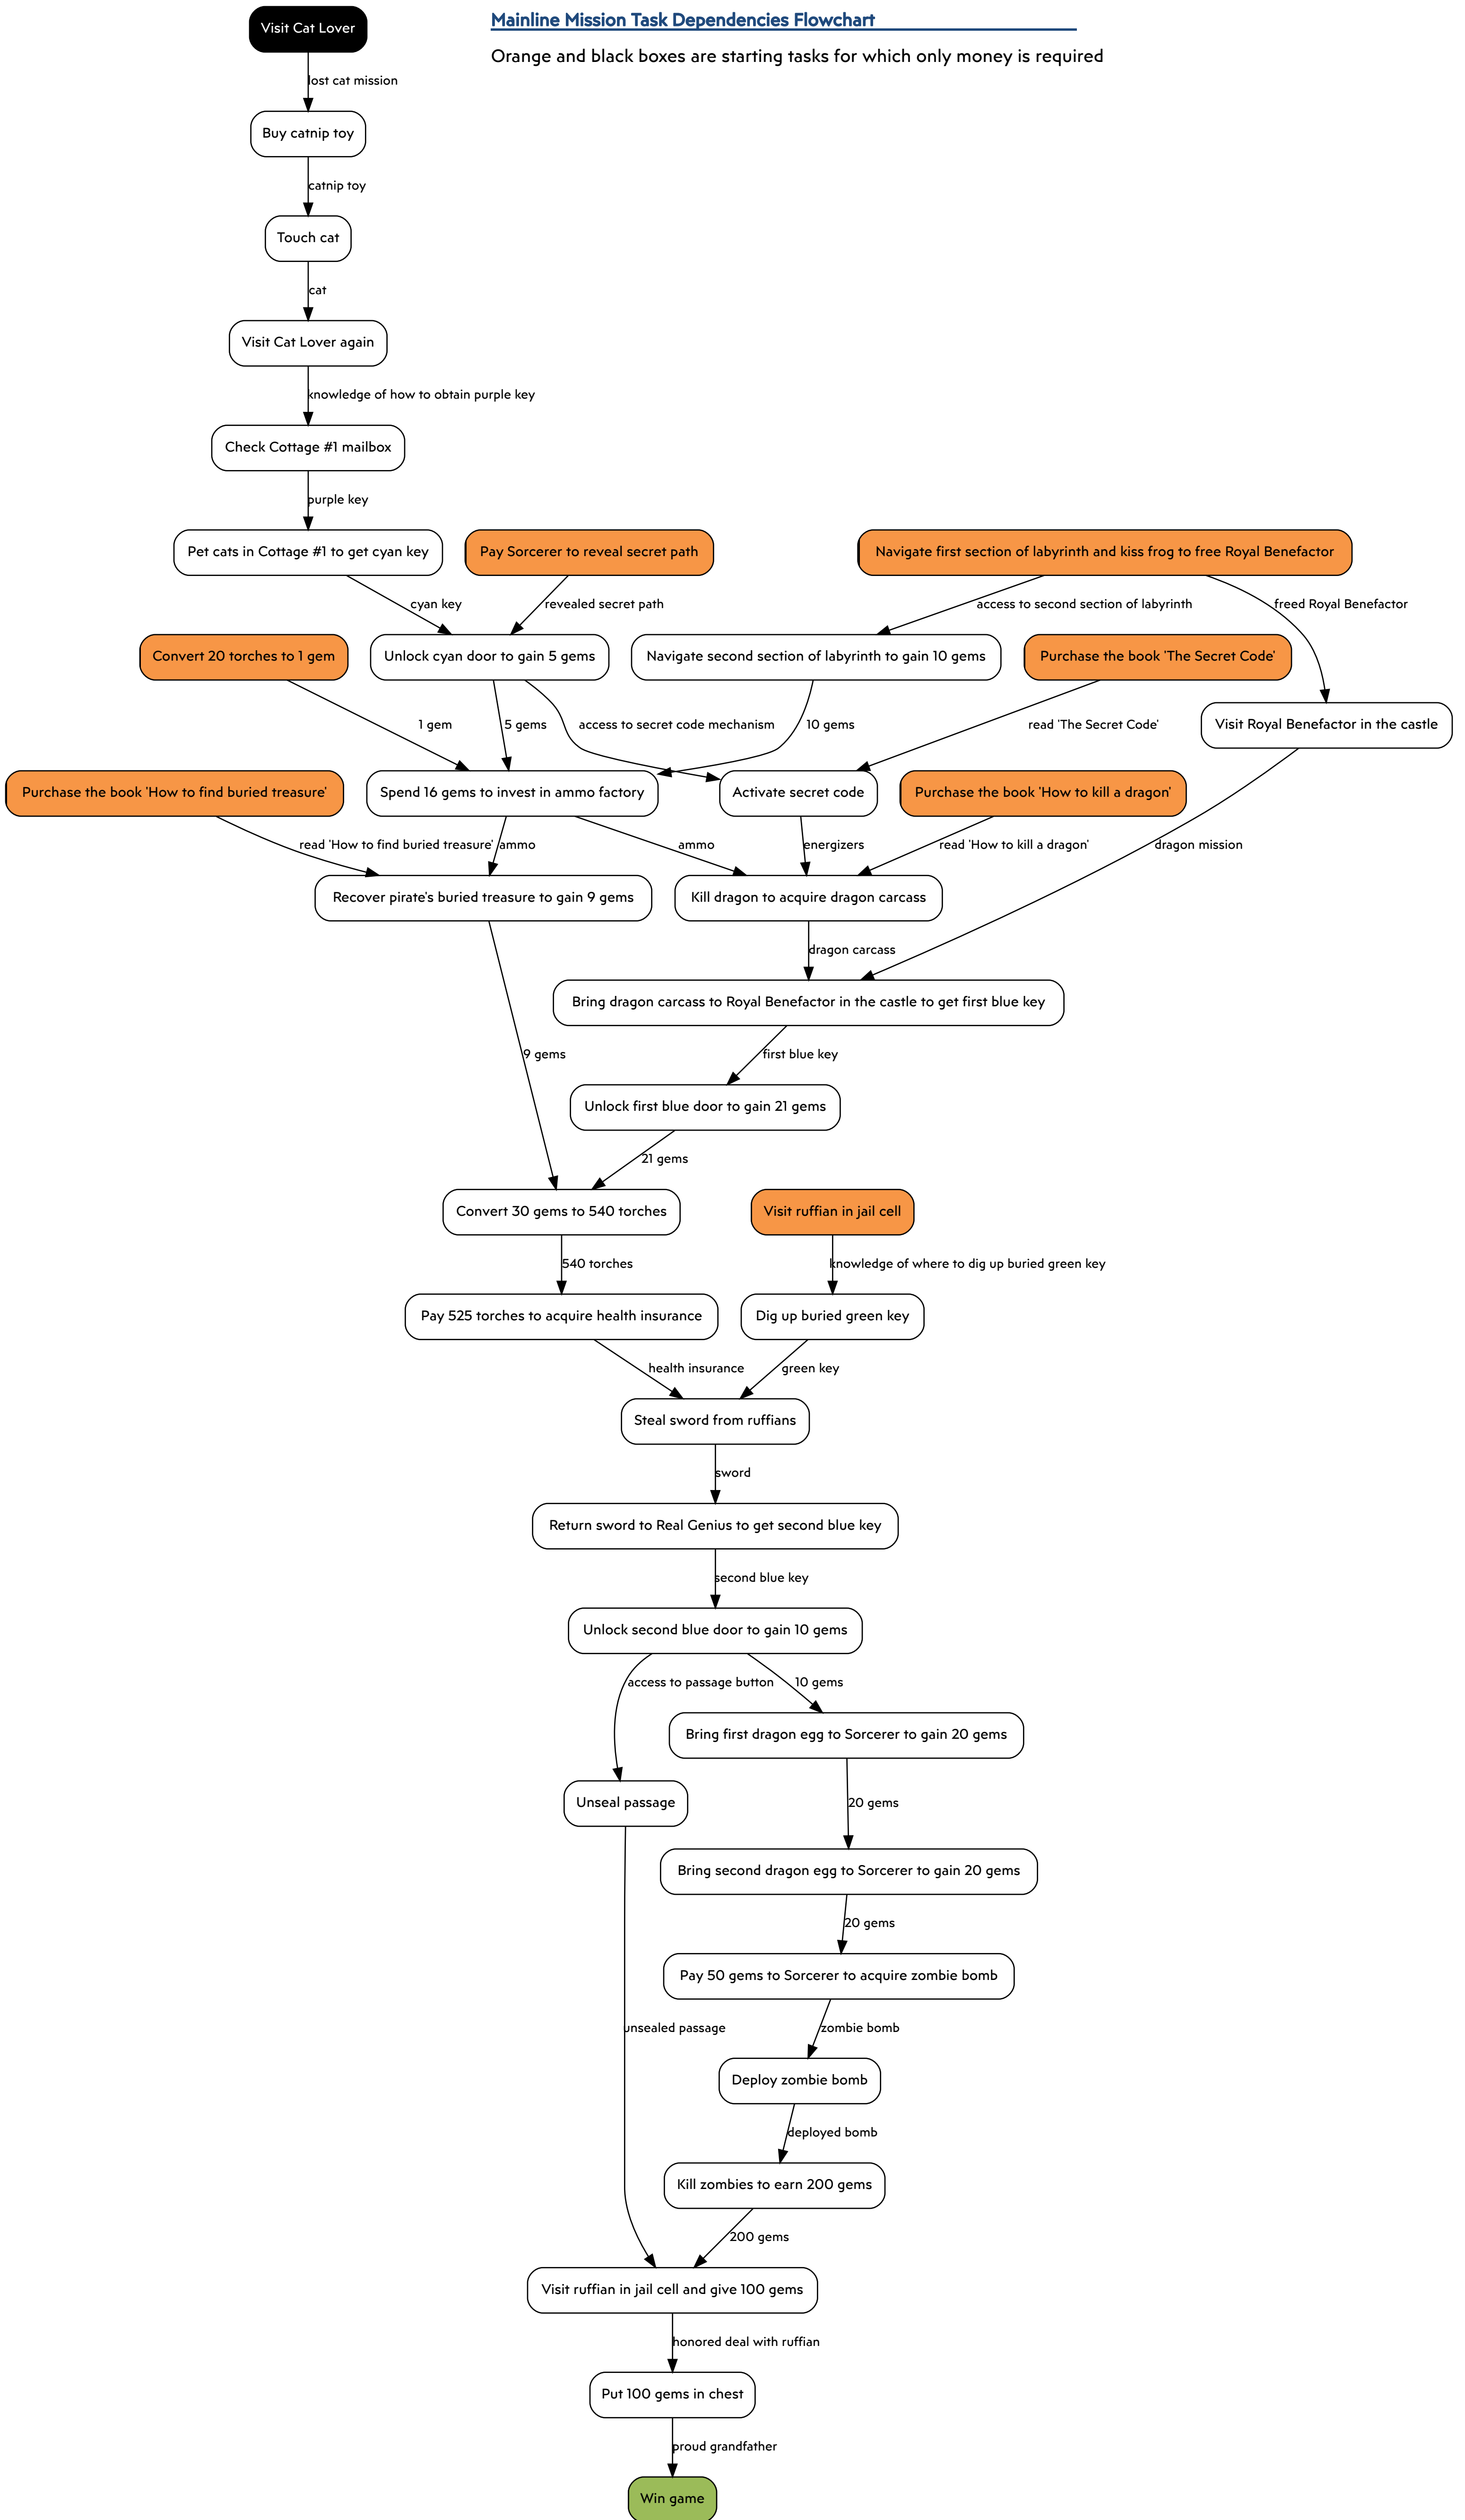 Visit Cat Lover
Mainline Mission Task Dependencies Flowchart
Orange and black boxes are starting tasks for which only money is required
lost cat mission
Buy catnip toy
catnip toy
Touch cat
cat
Visit Cat Lover again
knowledge of how to obtain purple key
Check Cottage #1 mailbox
purple key
Pet cats in Cottage #1 to get cyan key
Pay Sorcerer to reveal secret path
Navigate first section of labyrinth and kiss frog to free Royal Benefactor
cyan key
revealed secret path
access to second section of labyrinth
freed Royal Benefactor
Convert 20 torches to 1 gem
Unlock cyan door to gain 5 gems
Navigate second section of labyrinth to gain 10 gems
Purchase the book 'The Secret Code'
1 gem
5 gems
access to secret code mechanism
10 gems
read 'The Secret Code'
Visit Royal Benefactor in the castle
Purchase the book 'How to find buried treasure'
Spend 16 gems to invest in ammo factory
Activate secret code
Purchase the book 'How to kill a dragon'
read 'How to find buried treasure'
ammo
ammo
energizers
read 'How to kill a dragon'
dragon mission
Recover pirate's buried treasure to gain 9 gems
Kill dragon to acquire dragon carcass
dragon carcass
Bring dragon carcass to Royal Benefactor in the castle to get first blue key
9 gems
first blue key
Unlock first blue door to gain 21 gems
21 gems
Convert 30 gems to 540 torches
Visit ruffian in jail cell
540 torches
knowledge of where to dig up buried green key
Pay 525 torches to acquire health insurance
Dig up buried green key
health insurance
green key
Steal sword from ruffians
sword
Return sword to Real Genius to get second blue key
second blue key
Unlock second blue door to gain 10 gems
access to passage button
10 gems
Bring first dragon egg to Sorcerer to gain 20 gems
Unseal passage
20 gems
Bring second dragon egg to Sorcerer to gain 20 gems
20 gems
Pay 50 gems to Sorcerer to acquire zombie bomb
unsealed passage
zombie bomb
Deploy zombie bomb
deployed bomb
Kill zombies to earn 200 gems
200 gems
Visit ruffian in jail cell and give 100 gems
honored deal with ruffian
Put 100 gems in chest
proud grandfather
Win game